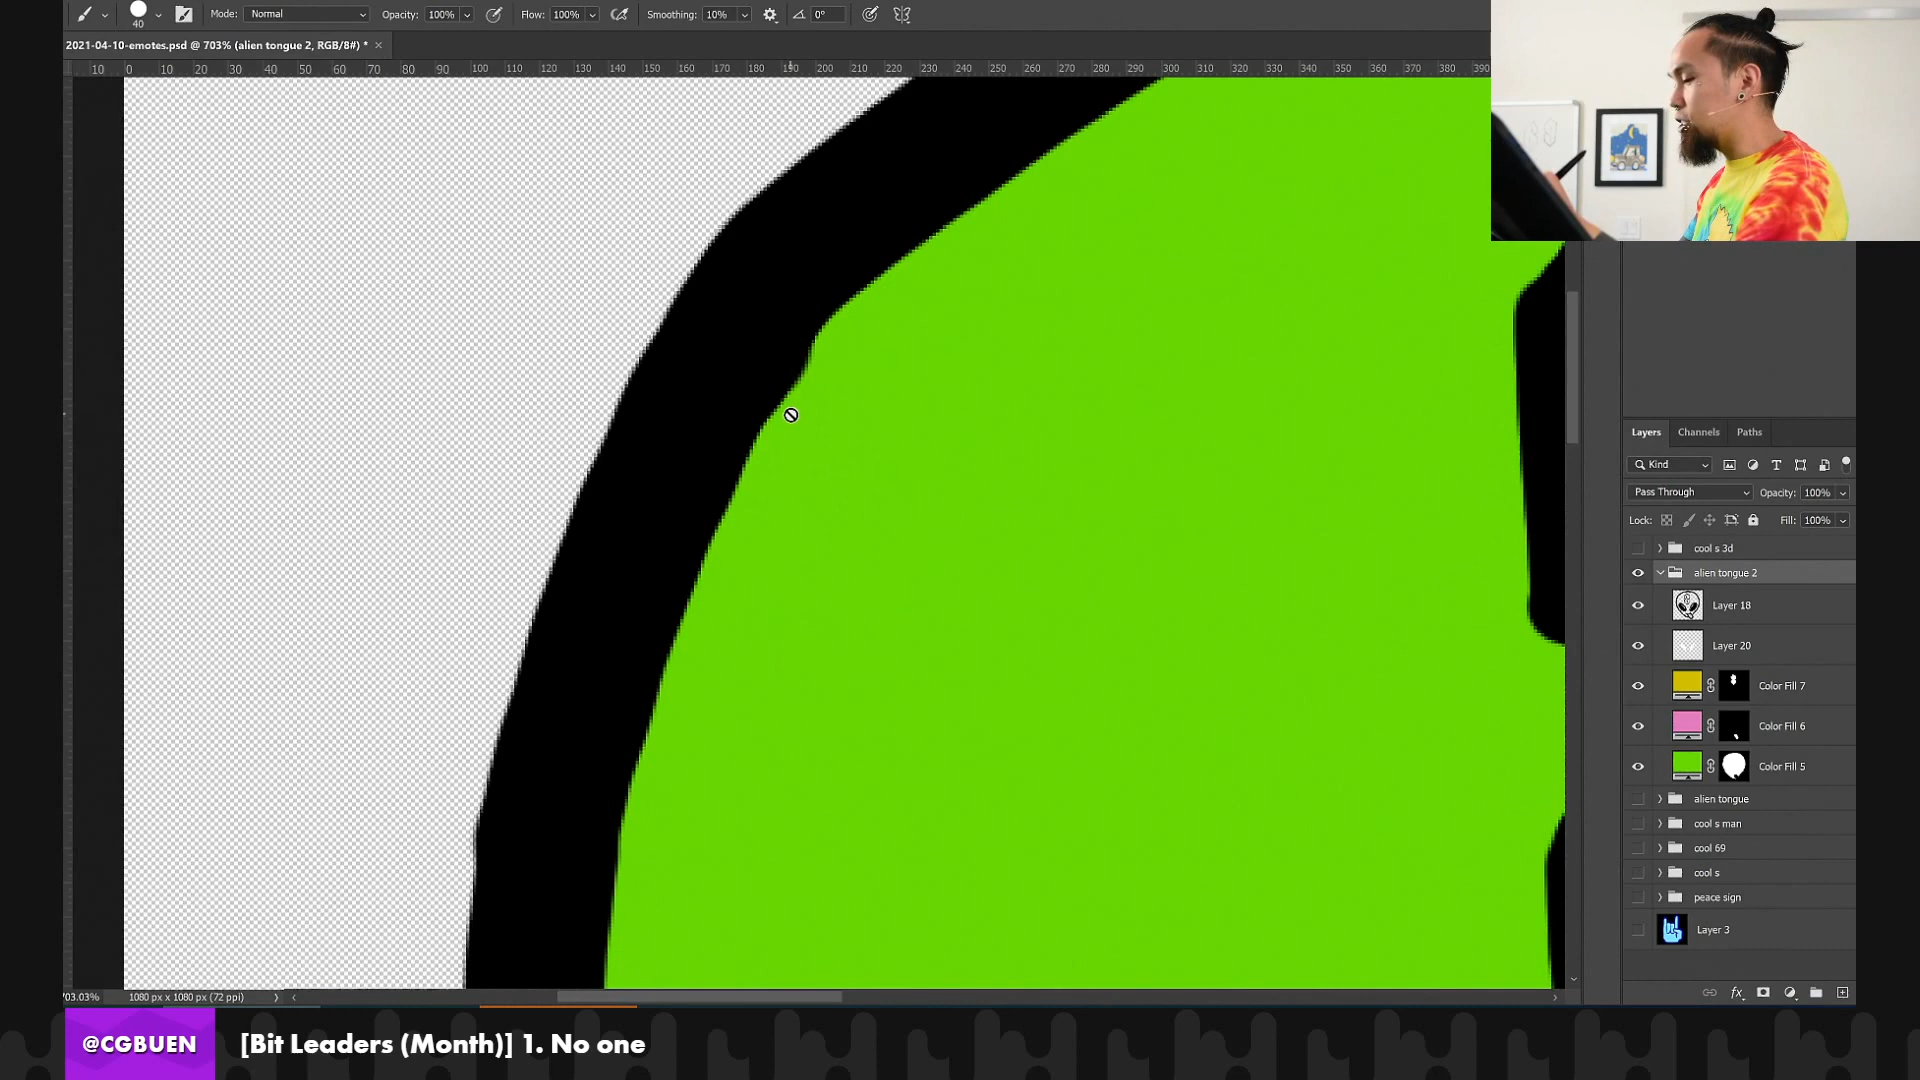 40
Mode: Normal
Opacity: 100%
Flow: 100%
Smoothing: 10%
0°
2021-04-10-emotes.psd @ 703% (alien tongue 2, RGB/8#) * ×
10 0 10 20 30 40 50 60 70 80 90 100 110 120 130 140 150 160 170 180 190 200 210 220 230 240 250 260 270 280 290 300 310 320 330 340 350 360 370 380 390
Layers Channels Paths
Kind
Pass Through Opacity: 100%
Lock: Fill: 100%
cool s 3d
alien tongue 2
Layer 18
Layer 20
Color Fill 7
Color Fill 6
Color Fill 5
alien tongue
cool s man
cool 69
cool s
peace sign
Layer 3
fx
703.03% 1080 px x 1080 px (72 ppi)
@CGBUEN
[Bit Leaders (Month)] 1. No one